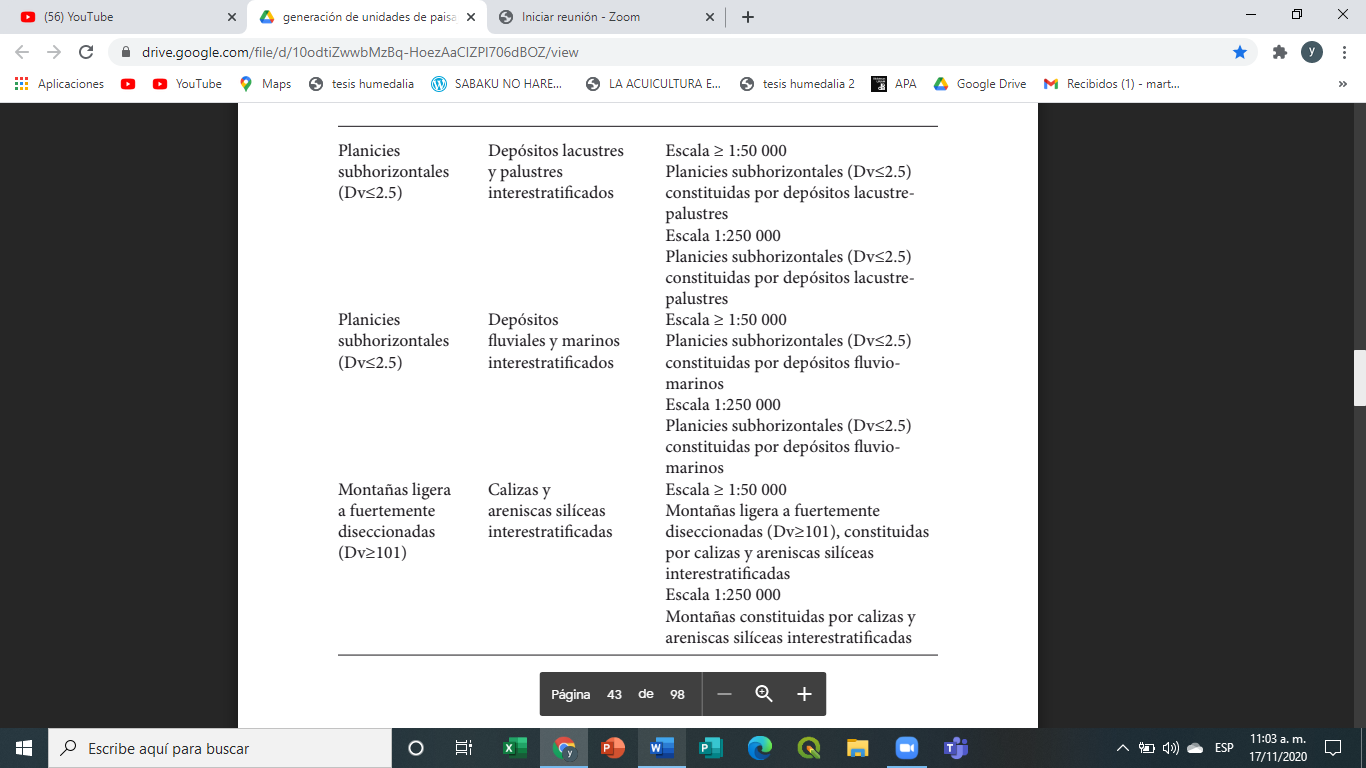 (56) YouTube
generación de unidades de paisa
Iniciar reunión - Zoom
drive.google.com/file/d/10odtiZwwbMzBq-HoezAaCIZPI706dBOZ/view
y
Aplicaciones
YouTube
Maps
tesis humedalia
SABAKU NO HARE...
LA ACUICULTURA E...
tesis humedalia 2
APA
Google Drive
Recibidos (1) - mart...
»
Planicies
subhorizontales
(Dv≤2.5)
Depósitos lacustres
y palustres
interestratificados
Escala ≥ 1:50 000
Planicies subhorizontales (Dv≤2.5)
constituidas por depósitos lacustre-
palustres
Escala 1:250 000
Planicies subhorizontales (Dv≤2.5)
constituidas por depósitos lacustre-
palustres
Planicies
subhorizontales
(Dv≤2.5)
Depósitos
fluviales y marinos
interestratificados
Escala ≥ 1:50 000
Planicies subhorizontales (Dv≤2.5)
constituidas por depósitos fluvio-
marinos
Escala 1:250 000
Planicies subhorizontales (Dv≤2.5)
constituidas por depósitos fluvio-
marinos
Montañas ligera
a fuertemente
diseccionadas
(Dv≥101)
Calizas y
areniscas silíceas
interestratificadas
Escala ≥ 1:50 000
Montañas ligera a fuertemente
diseccionadas (Dv≥101), constituidas
por calizas y areniscas silíceas
interestratificadas
Escala 1:250 000
Montañas constituidas por calizas y
areniscas silíceas interestratificadas
Página 43 de 98
Escribe aquí para buscar
ESP
11:03 a. m.
17/11/2020